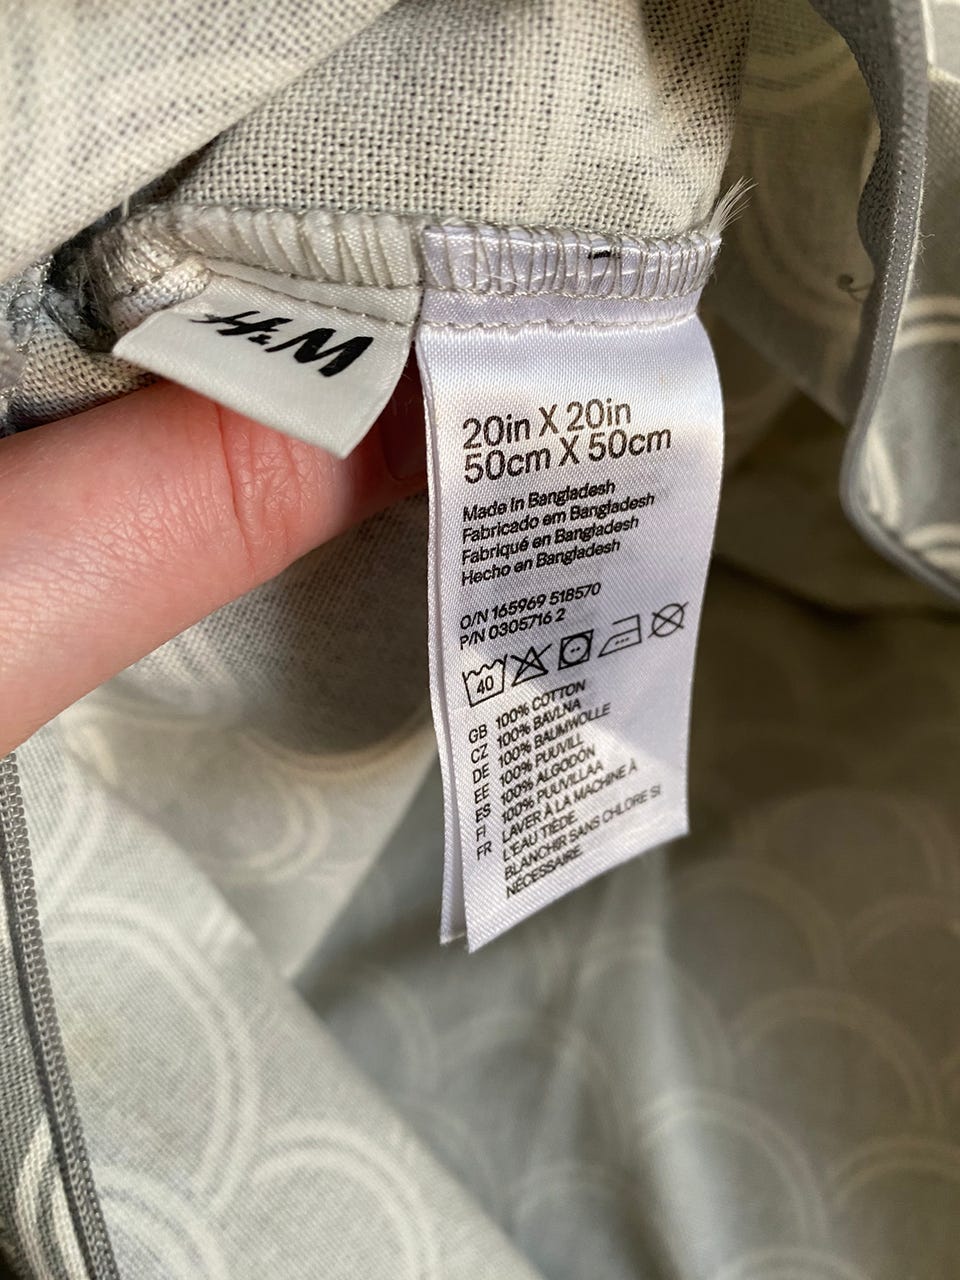 H&M
20in X 20in
50cm X 50cm
Made in Bangladesh
Fabricado em Bangladesh
Fabriqué en Bangladesh
Hecho en Bangladesh
O/N 165969 518570
P/N 0305716 2
40
GB 100% COTTON
CZ 100% BAVLNA
DE 100% BAUMWOLLE
EE 100% PUUVILL
ES 100% ALGODÓN
FI 100% PUUVILLAA
FR LAVER À LA MACHINE À
L'EAU TIÈDE.
BLANCHIR SANS CHLORE SI
NÉCESSAIRE.